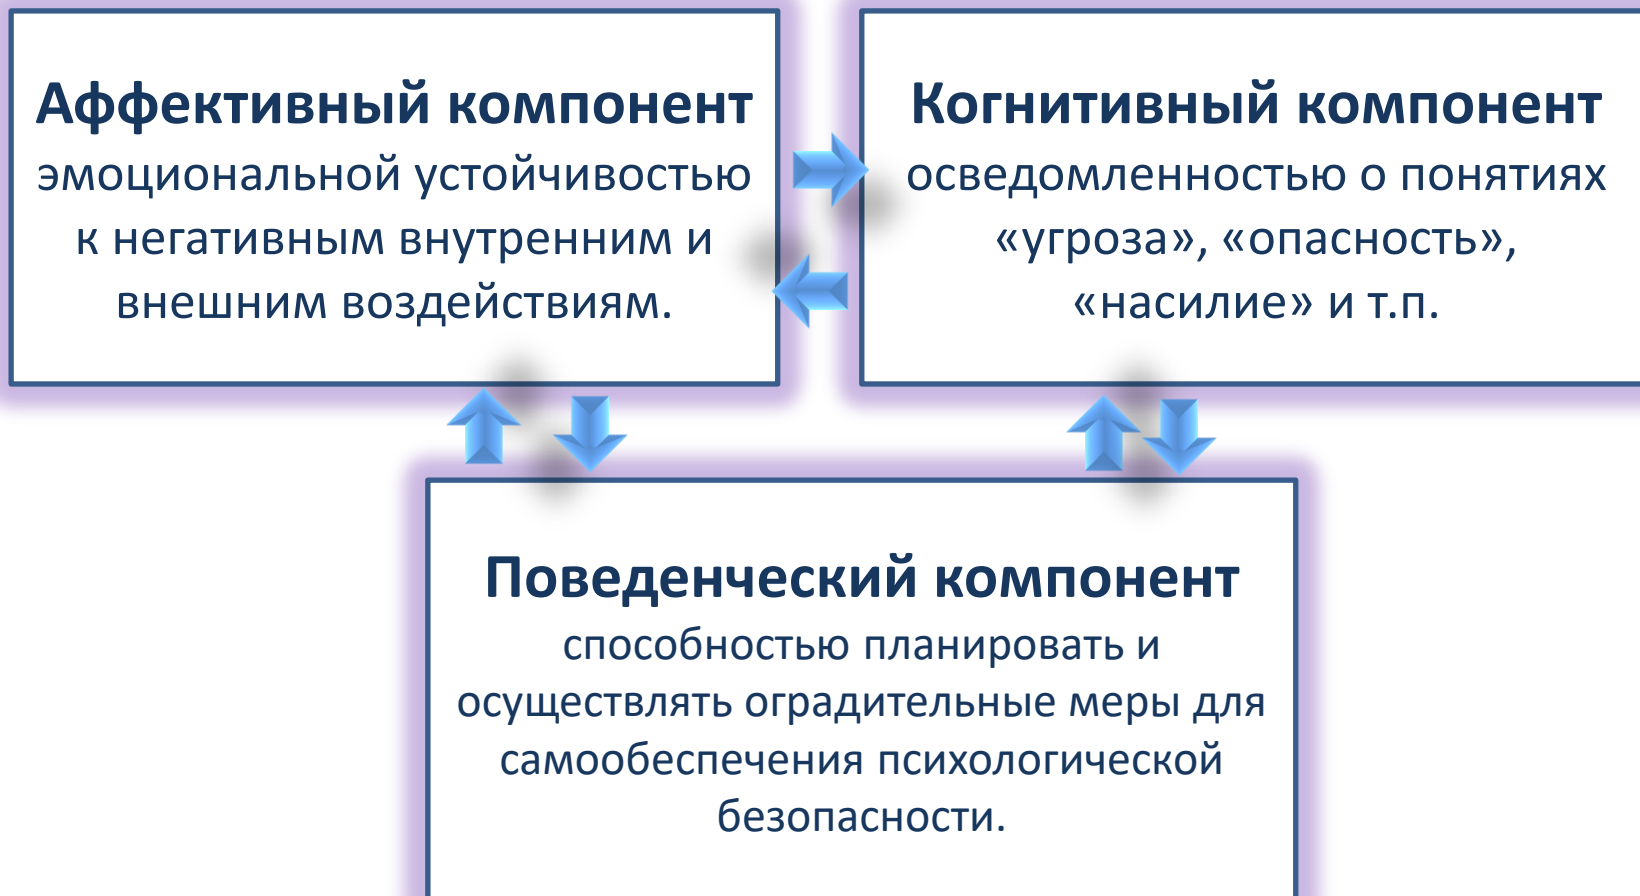 Аффективный компонент
эмоциональной устойчивостью
к негативным внутренним и
внешним воздействиям.
Когнитивный компонент
осведомленностью о понятиях
«угроза», «опасность»,
«насилие» и т.п.
Поведенческий компонент
способностью планировать и
осуществлять оградительные меры для
самообеспечения психологической
безопасности.